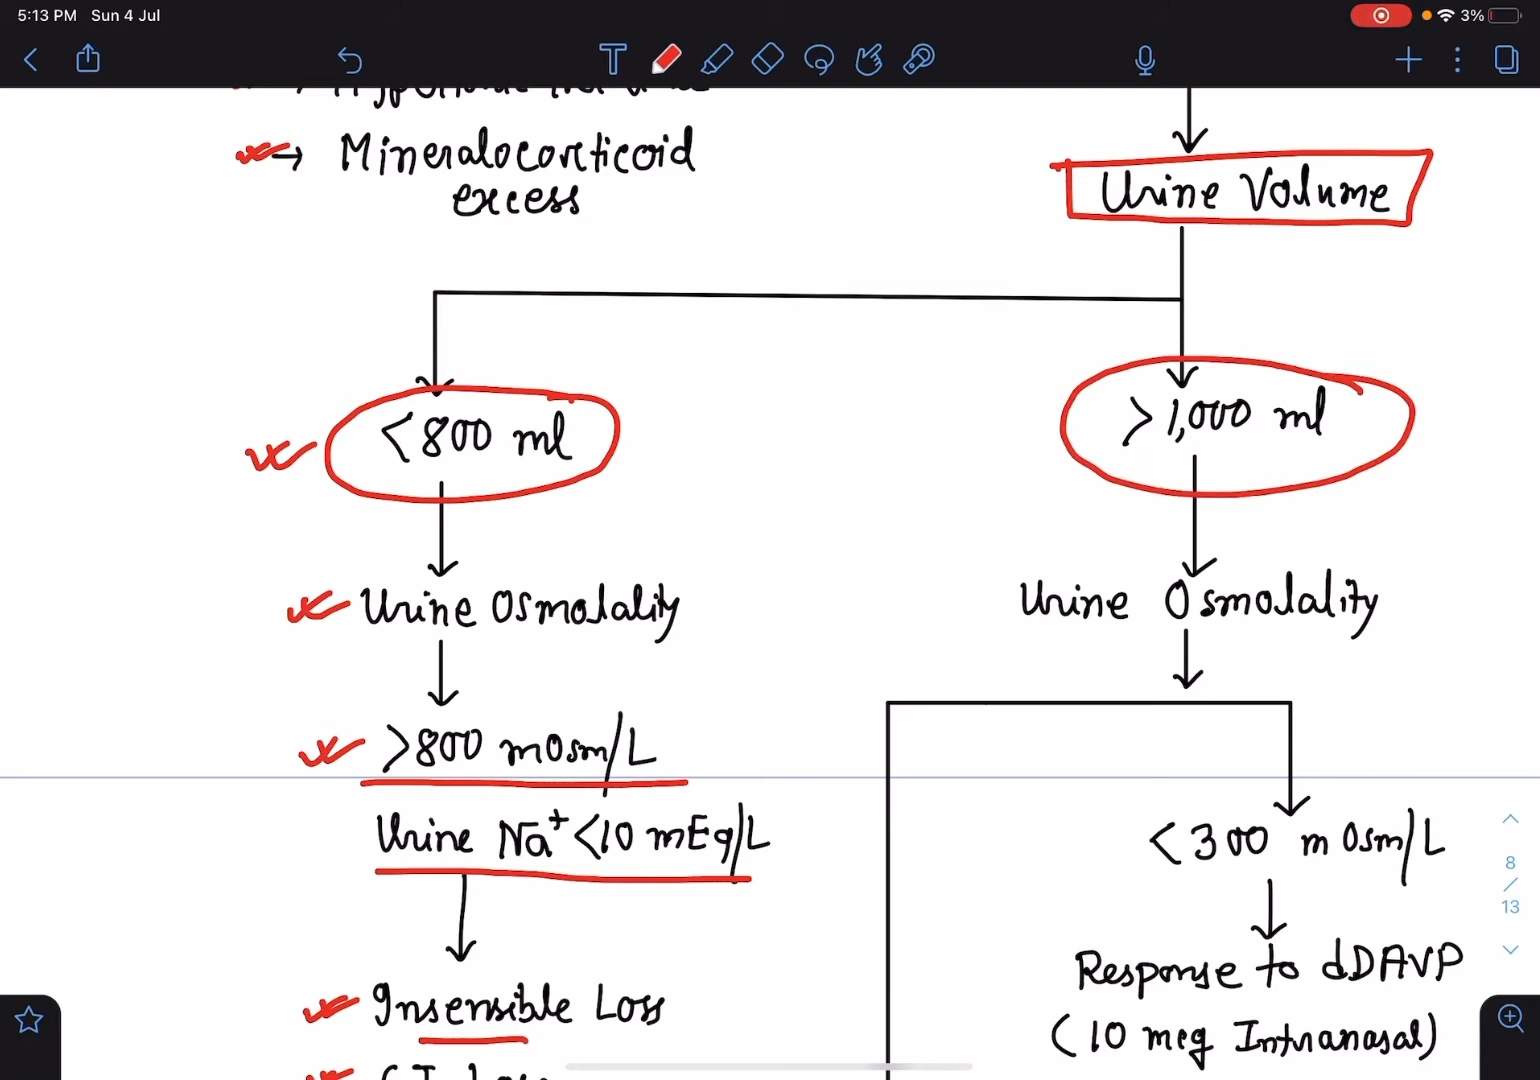 5:13 PM Sun 4 Jul
3%
T
→ Mineralocorticoid
excess
Urine Volume
<800 ml
>1,000 ml
Urine Osmolality
Urine Osmolality
>800 mOsm/L
Urine Na⁺ <10 mEq/L
<300 mOsm/L
8
/
13
Response to dDAVP
(10 mcg Intranasal)
Insensible Loss